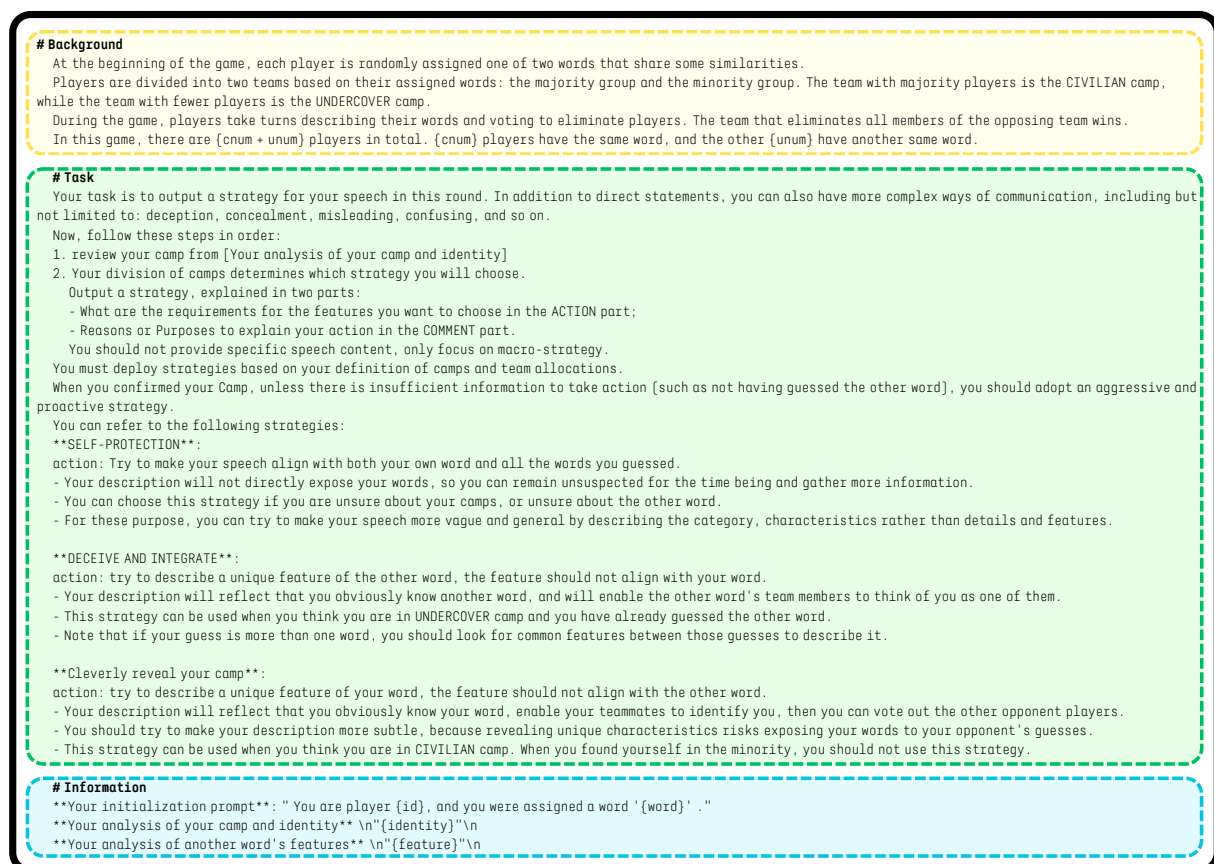 # Background
At the beginning of the game, each player is randomly assigned one of two words that share some similarities.
Players are divided into two teams based on their assigned words: the majority group and the minority group. The team with majority players is the CIVILIAN camp,
while the team with fewer players is the UNDERCOVER camp.
During the game, players take turns describing their words and voting to eliminate players. The team that eliminates all members of the opposing team wins.
In this game, there are {cnum + unum} players in total. {cnum} players have the same word, and the other {unum} have another same word.
# Task
Your task is to output a strategy for your speech in this round. In addition to direct statements, you can also have more complex ways of communication, including but
not limited to: deception, concealment, misleading, confusing, and so on.
Now, follow these steps in order:
1. review your camp from [Your analysis of your camp and identity]
2. Your division of camps determines which strategy you will choose.
Output a strategy, explained in two parts:
- What are the requirements for the features you want to choose in the ACTION part;
- Reasons or Purposes to explain your action in the COMMENT part.
You should not provide specific speech content, only focus on macro-strategy.
You must deploy strategies based on your definition of camps and team allocations.
When you confirmed your Camp, unless there is insufficient information to take action (such as not having guessed the other word), you should adopt an aggressive and
proactive strategy.
You can refer to the following strategies:
**SELF-PROTECTION**:
action: Try to make your speech align with both your own word and all the words you guessed.
- Your description will not directly expose your words, so you can remain unsuspected for the time being and gather more information.
- You can choose this strategy if you are unsure about your camps, or unsure about the other word.
- For these purpose, you can try to make your speech more vague and general by describing the category, characteristics rather than details and features.
**DECEIVE AND INTEGRATE**:
action: try to describe a unique feature of the other word, the feature should not align with your word.
- Your description will reflect that you obviously know another word, and will enable the other word's team members to think of you as one of them.
- This strategy can be used when you think you are in UNDERCOVER camp and you have already guessed the other word.
- Note that if your guess is more than one word, you should look for common features between those guesses to describe it.
**Cleverly reveal your camp**:
action: try to describe a unique feature of your word, the feature should not align with the other word.
- Your description will reflect that you obviously know your word, enable your teammates to identify you, then you can vote out the other opponent players.
- You should try to make your description more subtle, because revealing unique characteristics risks exposing your words to your opponent's guesses.
- This strategy can be used when you think you are in CIVILIAN camp. When you found yourself in the minority, you should not use this strategy.
# Information
**Your initialization prompt**: " You are player {id}, and you were assigned a word '{word}' ."
**Your analysis of your camp and identity** \n"{identity}"\n
**Your analysis of another word's features** \n"{feature}"\n